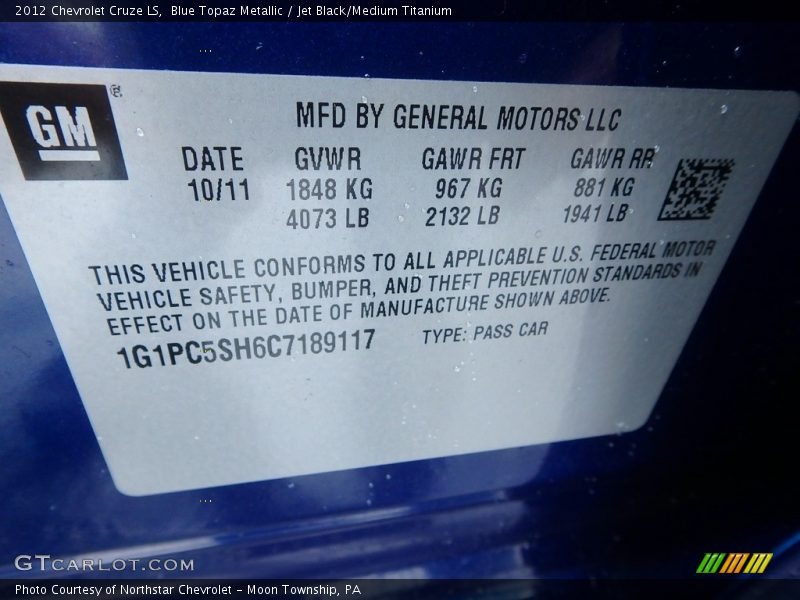 2012 Chevrolet Cruze LS,  Blue Topaz Metallic / Jet Black/Medium Titanium
GM®
MFD BY GENERAL MOTORS LLC
DATE GVWR GAWR FRT GAWR RR
10/11 1848 KG 967 KG 881 KG
4073 LB 2132 LB 1941 LB
THIS VEHICLE CONFORMS TO ALL APPLICABLE U.S. FEDERAL MOTOR
VEHICLE SAFETY, BUMPER, AND THEFT PREVENTION STANDARDS IN
EFFECT ON THE DATE OF MANUFACTURE SHOWN ABOVE.
1G1PC5SH6C7189117 TYPE: PASS CAR
GTCARLOT.COM
Photo Courtesy of Northstar Chevrolet - Moon Township, PA